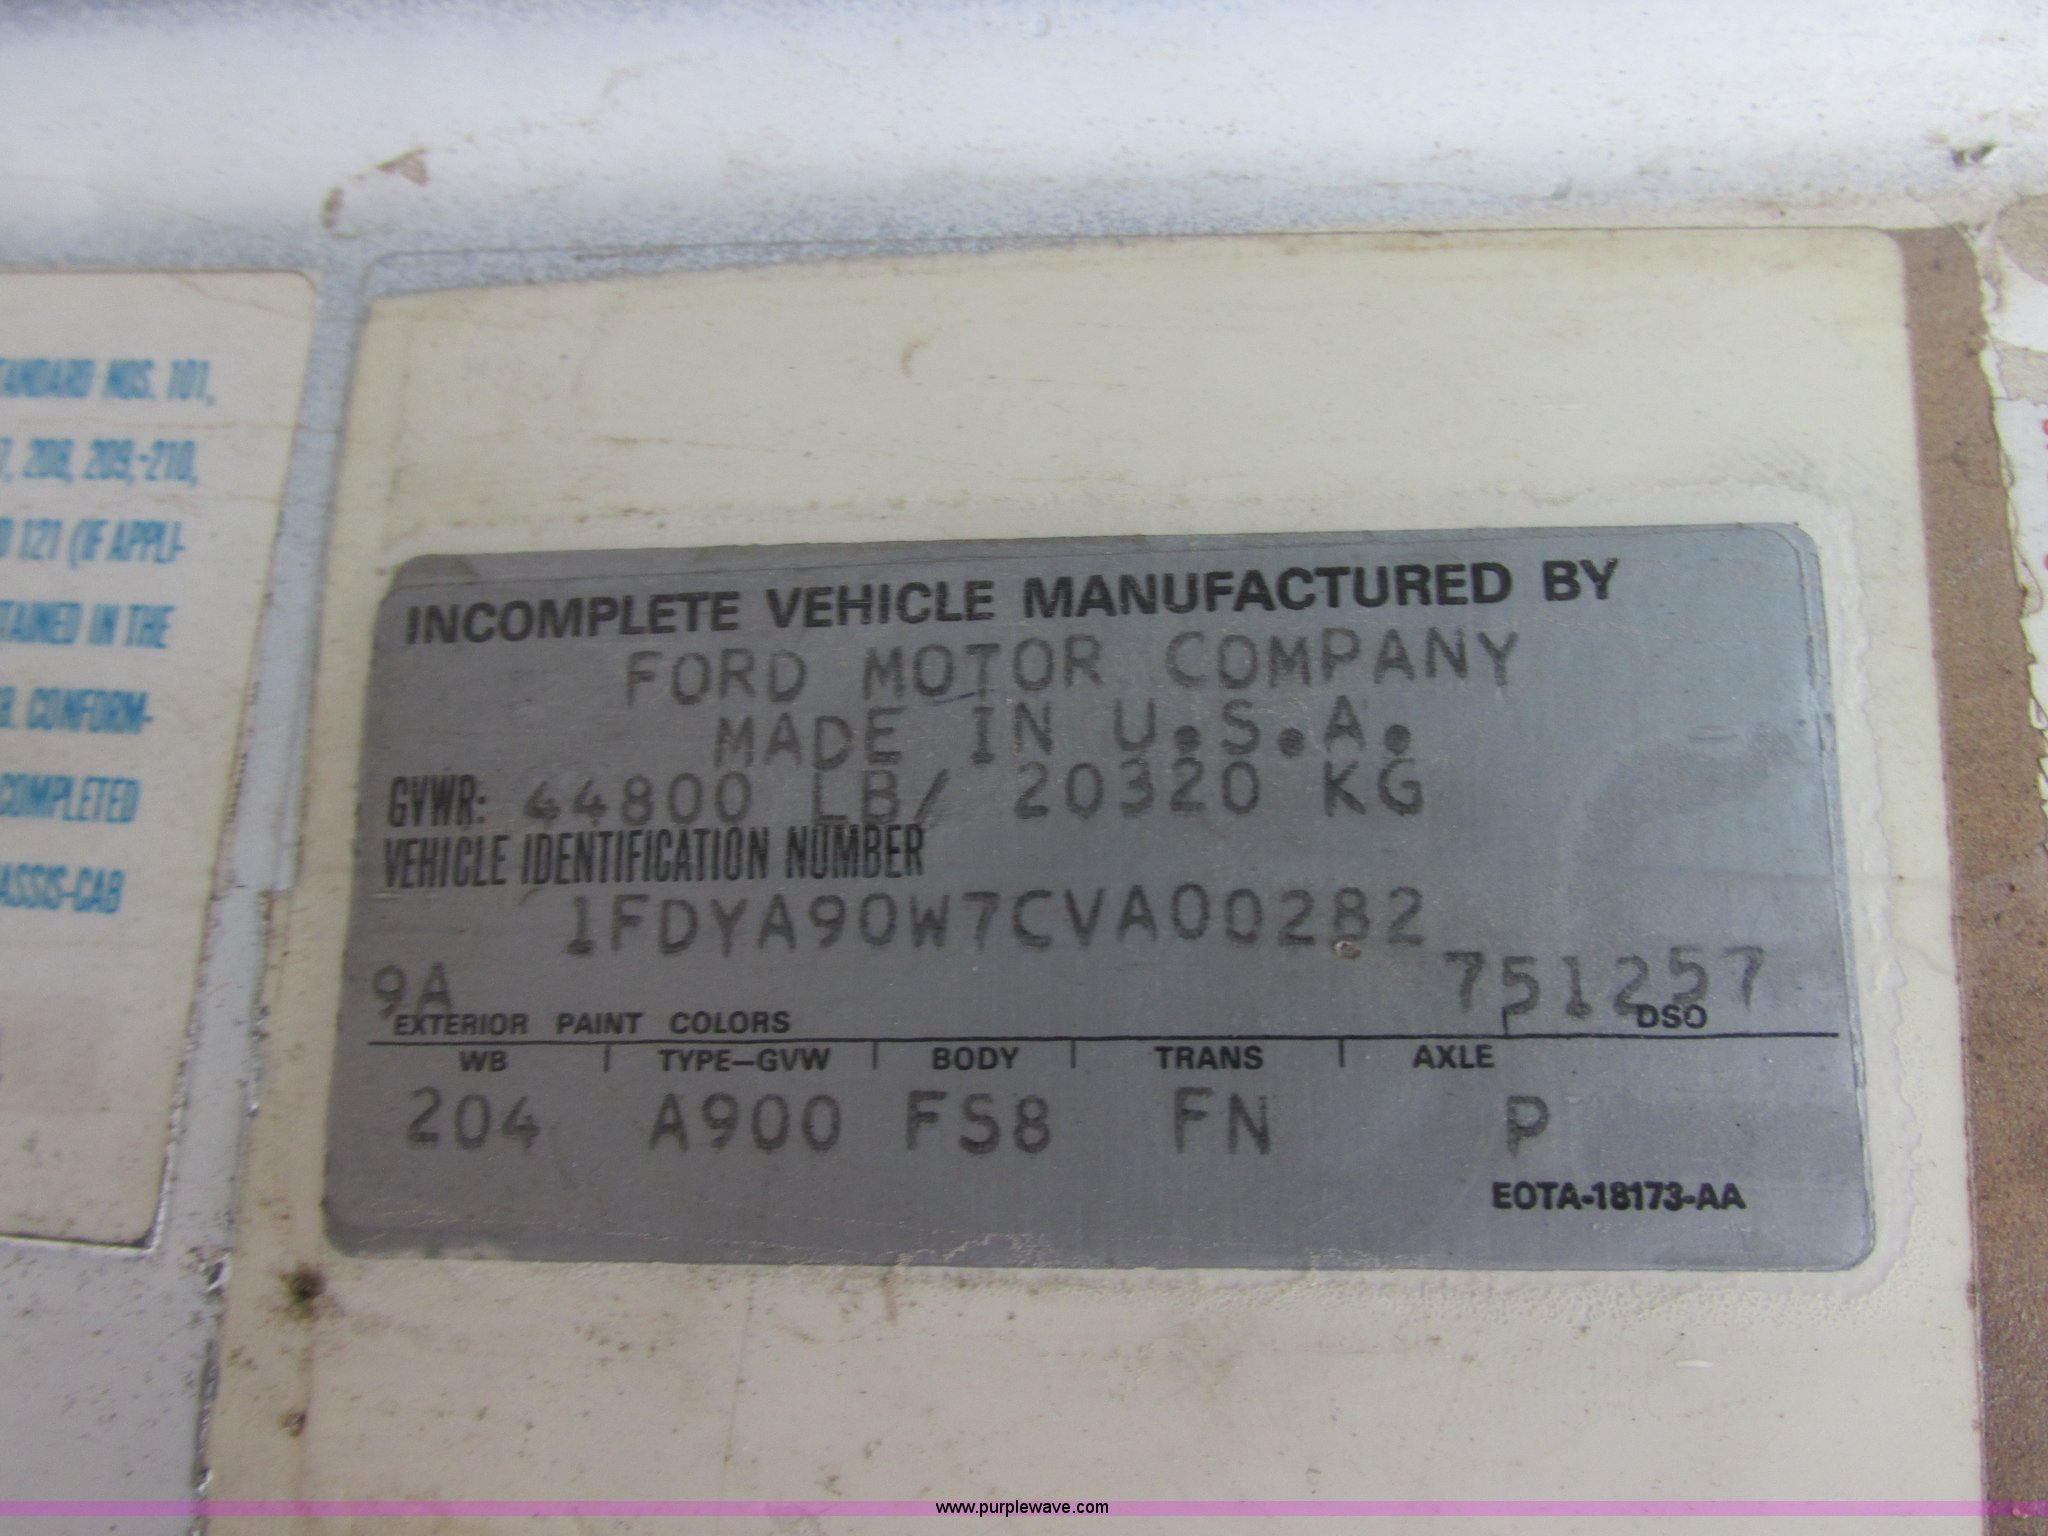 TANDARD NOS. 101,
7, 208, 209,-210,
D 121 (IF APPLI-
TAINED IN THE
B. CONFORM-
COMPLETED
ASSIS-CAB
INCOMPLETE VEHICLE MANUFACTURED BY
FORD MOTOR COMPANY
MADE IN U.S.A.
GVWR: 44800 LB/ 20320 KG
VEHICLE IDENTIFICATION NUMBER
1FDYA90W7CVA00282
9A 751257
EXTERIOR PAINT COLORS DSO
WB TYPE-GVW BODY TRANS AXLE
204 A900 FS8 FN P
EOTA-18173-AA
www.purplewave.com